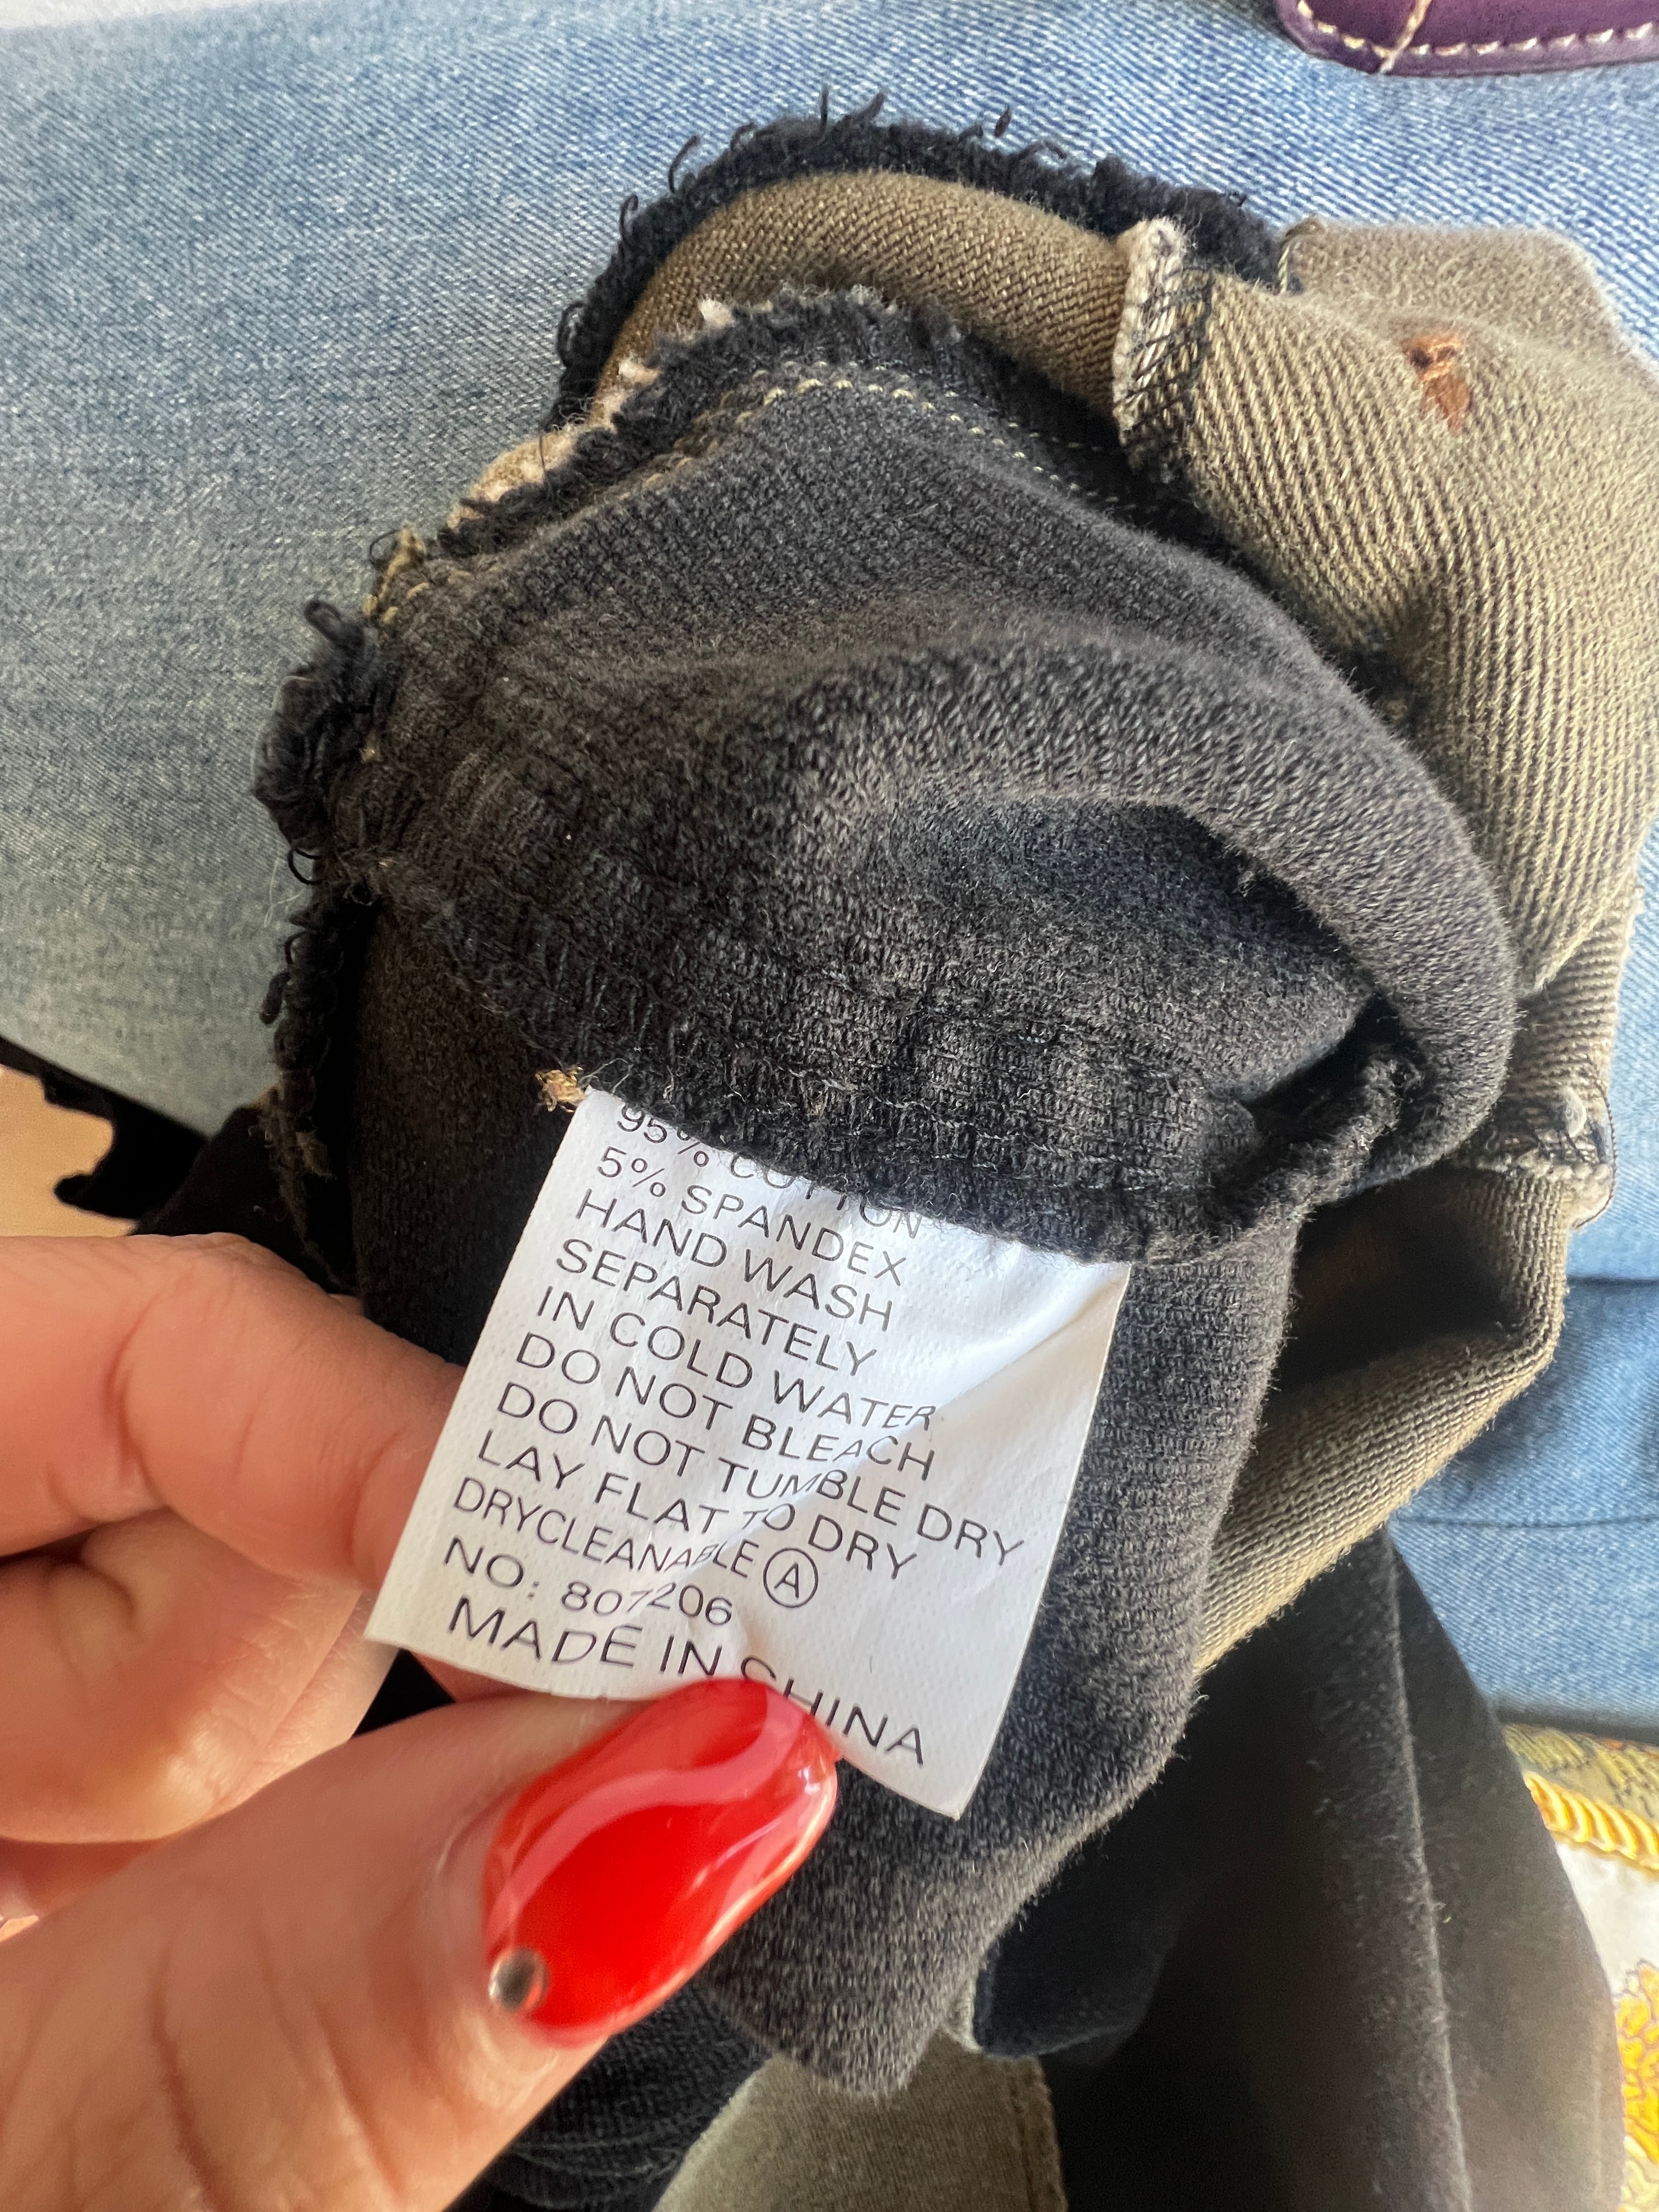 95% COTTON
5% SPANDEX
HAND WASH
SEPARATELY
IN COLD WATER
DO NOT BLEACH
DO NOT TUMBLE DRY
LAY FLAT TO DRY
DRYCLEANABLE Ⓐ
NO: 807206
MADE IN CHINA